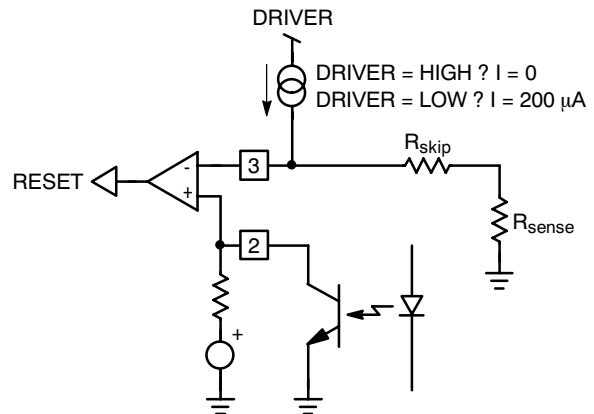 DRIVER
DRIVER = HIGH ? I = 0
DRIVER = LOW ? I = 200 μA
Rskip
3
-
RESET
+
Rsense
2
+